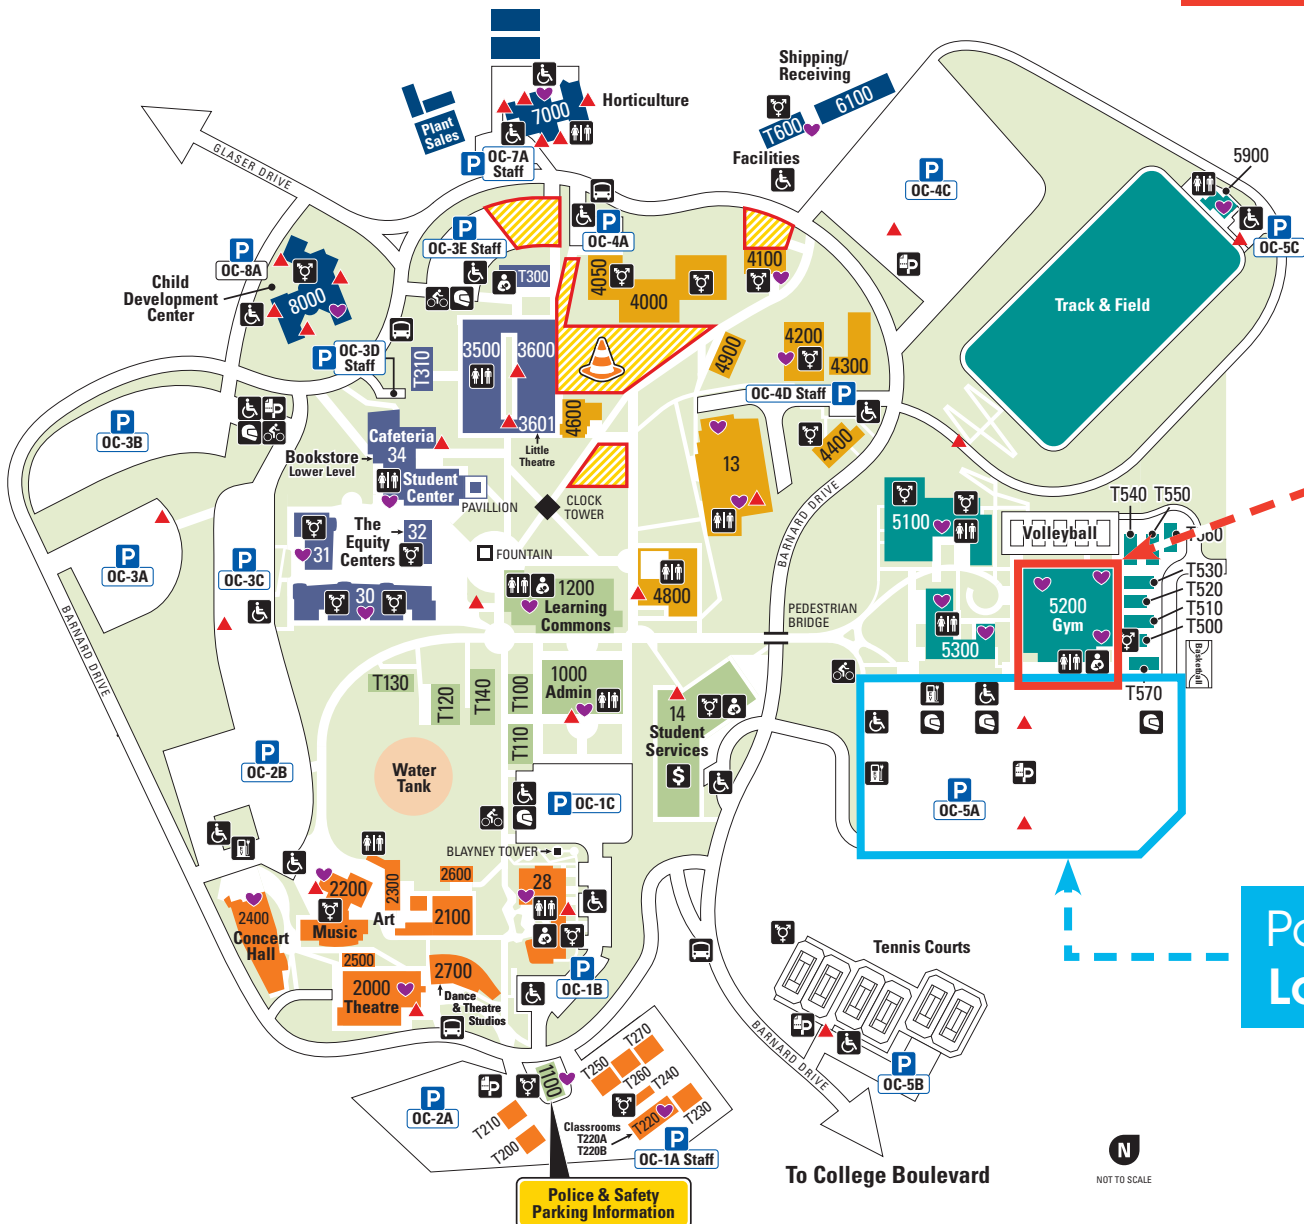 Shipping/
Receiving
6100
T600
Facilities
Horticulture
7000
Plant
Sales
P
OC-7A
Staff
GLASER DRIVE
P
OC-4C
5900
P
OC-5C
Track & Field
P
OC-3E Staff
P
OC-4A
P
OC-8A
Child
Development
Center
8000
T300
4050
4000
4100
P
OC-3D
Staff
T310
3500
3600
3601
Little
Theatre
4900
4200
4300
OC-4D Staff
P
4600
4400
P
OC-3B
Cafeteria
34
Bookstore
Lower Level
Student
Center
PAVILLION
CLOCK
TOWER
13
BARNARD DRIVE
5100
Volleyball
T540
T550
T530
T520
T510
T500
T570
Basketball
The
Equity
Centers
31
32
30
FOUNTAIN
P
OC-3A
P
OC-3C
1200
Learning
Commons
4800
PEDESTRIAN
BRIDGE
5300
5200
Gym
BARNARD DRIVE
T130
T120
T140
T100
T110
1000
Admin
14
Student
Services
$
P
OC-2B
Water
Tank
P
OC-1C
P
OC-5A
BLAYNEY TOWER
2400
Concert
Hall
2200
Music
2300
Art
2600
2100
28
2500
2000
Theatre
2700
Dance
& Theatre
Studios
P
OC-1B
Tennis Courts
P
OC-5B
BARNARD DRIVE
To College Boulevard
P
OC-2A
1100
T210
T200
T250
T270
T260
T240
T220
T230
Classrooms
T220A
T220B
P
OC-1A Staff
Police & Safety
Parking Information
N
NOT TO SCALE